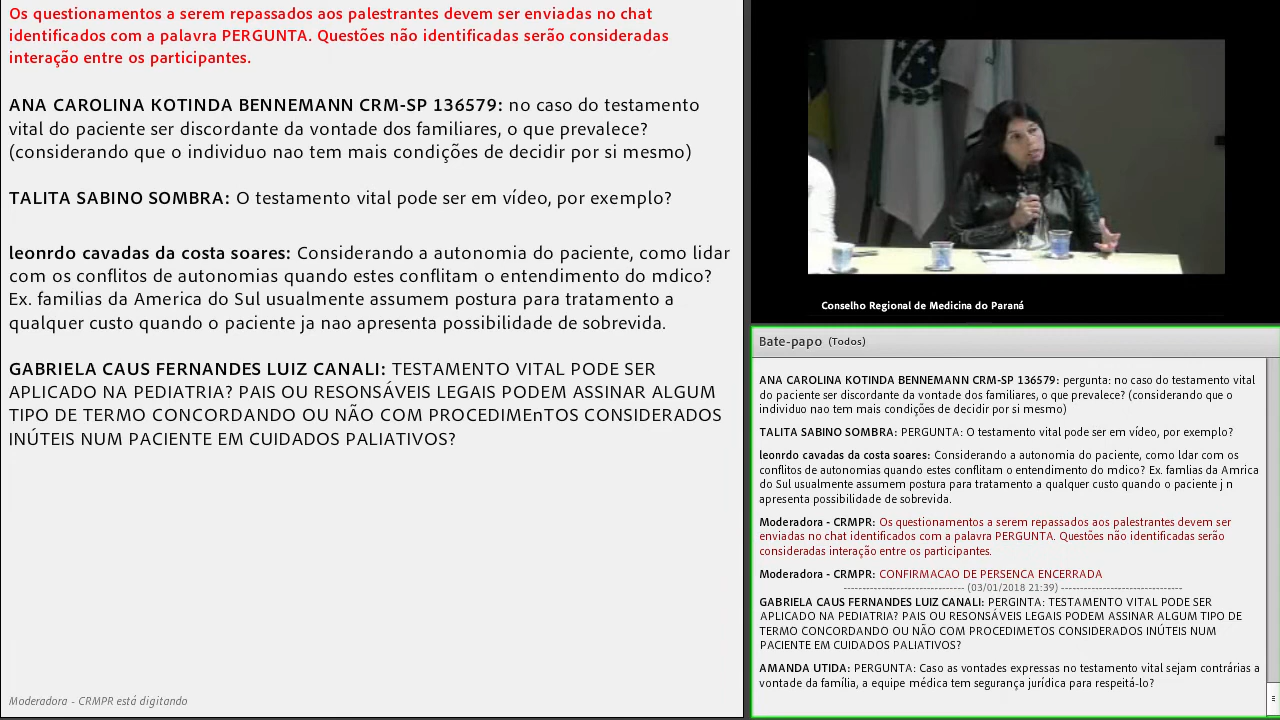 Os questionamentos a serem repassados aos palestrantes devem ser enviadas no chat
identificados com a palavra PERGUNTA. Questões não identificadas serão consideradas
interação entre os participantes.
ANA CAROLINA KOTINDA BENNEMANN CRM-SP 136579: no caso do testamento
vital do paciente ser discordante da vontade dos familiares, o que prevalece?
(considerando que o individuo nao tem mais condições de decidir por si mesmo)
TALITA SABINO SOMBRA: O testamento vital pode ser em vídeo, por exemplo?
leonrdo cavadas da costa soares: Considerando a autonomia do paciente, como lidar
com os conflitos de autonomias quando estes conflitam o entendimento do mdico?
Ex. familias da America do Sul usualmente assumem postura para tratamento a
qualquer custo quando o paciente ja nao apresenta possibilidade de sobrevida.
GABRIELA CAUS FERNANDES LUIZ CANALI: TESTAMENTO VITAL PODE SER
APLICADO NA PEDIATRIA? PAIS OU RESONSÁVEIS LEGAIS PODEM ASSINAR ALGUM
TIPO DE TERMO CONCORDANDO OU NÃO COM PROCEDIMEnTOS CONSIDERADOS
INÚTEIS NUM PACIENTE EM CUIDADOS PALIATIVOS?
Moderadora - CRMPR está digitando
Conselho Regional de Medicina do Paraná
Bate-papo (Todos)
ANA CAROLINA KOTINDA BENNEMANN CRM-SP 136579: pergunta: no caso do testamento
vital do paciente ser discordante da vontade dos familiares, o que prevalece? (considerando que o
individuo nao tem mais condições de decidir por si mesmo)
TALITA SABINO SOMBRA: PERGUNTA: O testamento vital pode ser em vídeo, por exemplo?
leonrdo cavadas da costa soares: Considerando a autonomia do paciente, como ldar com os
conflitos de autonomias quando estes conflitam o entendimento do mdico? Ex. famlias da Amrica
do Sul usualmente assumem postura para tratamento a qualquer custo quando o paciente j n
apresenta possibilidade de sobrevida.
Moderadora - CRMPR: Os questionamentos a serem repassados aos palestrantes devem ser
enviadas no chat identificados com a palavra PERGUNTA. Questões não identificadas serão
consideradas interação entre os participantes.
Moderadora - CRMPR: CONFIRMACAO DE PERSENCA ENCERRADA
------------------------------- (03/01/2018 21:39) -------------------------------
GABRIELA CAUS FERNANDES LUIZ CANALI: PERGINTA: TESTAMENTO VITAL PODE SER
APLICADO NA PEDIATRIA? PAIS OU RESONSÁVEIS LEGAIS PODEM ASSINAR ALGUM TIPO DE
TERMO CONCORDANDO OU NÃO COM PROCEDIMETOS CONSIDERADOS INÚTEIS NUM
PACIENTE EM CUIDADOS PALIATIVOS?
AMANDA UTIDA: PERGUNTA: Caso as vontades expressas no testamento vital sejam contrárias a
vontade da família, a equipe médica tem segurança jurídica para respeitá-lo?